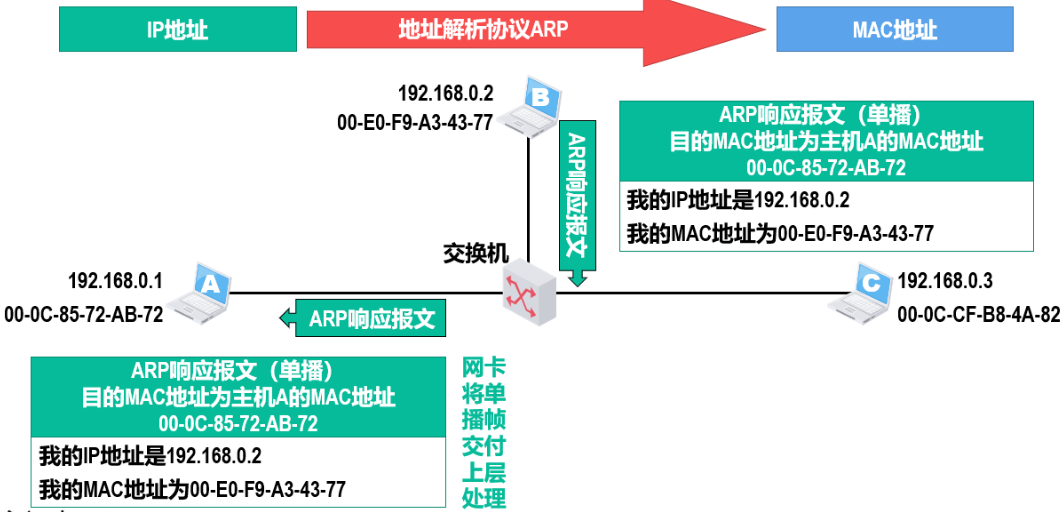 IP地址
地址解析协议ARP
MAC地址
192.168.0.2
00-E0-F9-A3-43-77
B
ARP响应报文
ARP响应报文（单播）
目的MAC地址为主机A的MAC地址
00-0C-85-72-AB-72
我的IP地址是192.168.0.2
我的MAC地址为00-E0-F9-A3-43-77
交换机
192.168.0.1
00-0C-85-72-AB-72
A
C
192.168.0.3
00-0C-CF-B8-4A-82
ARP响应报文
ARP响应报文（单播）
目的MAC地址为主机A的MAC地址
00-0C-85-72-AB-72
我的IP地址是192.168.0.2
我的MAC地址为00-E0-F9-A3-43-77
网卡
将单
播帧
交付
上层
处理